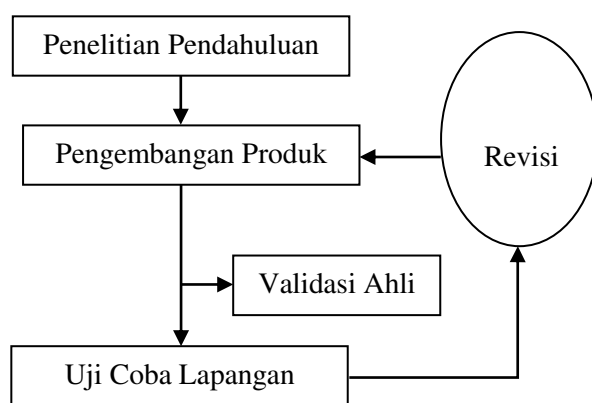 Penelitian Pendahuluan
Pengembangan Produk
Revisi
Validasi Ahli
Uji Coba Lapangan